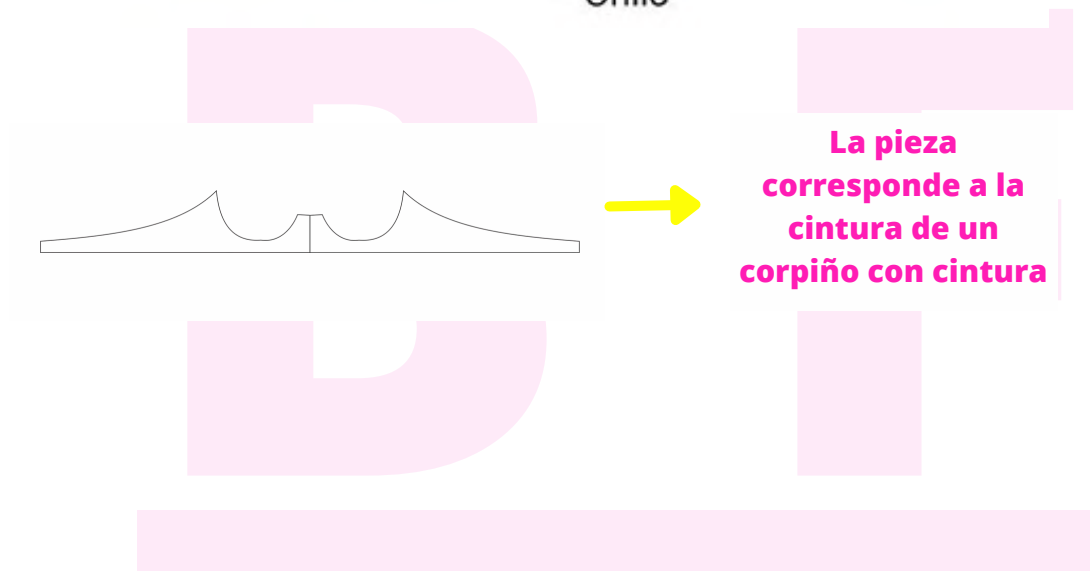 La pieza
corresponde a la
cintura de un
corpiño con cintura